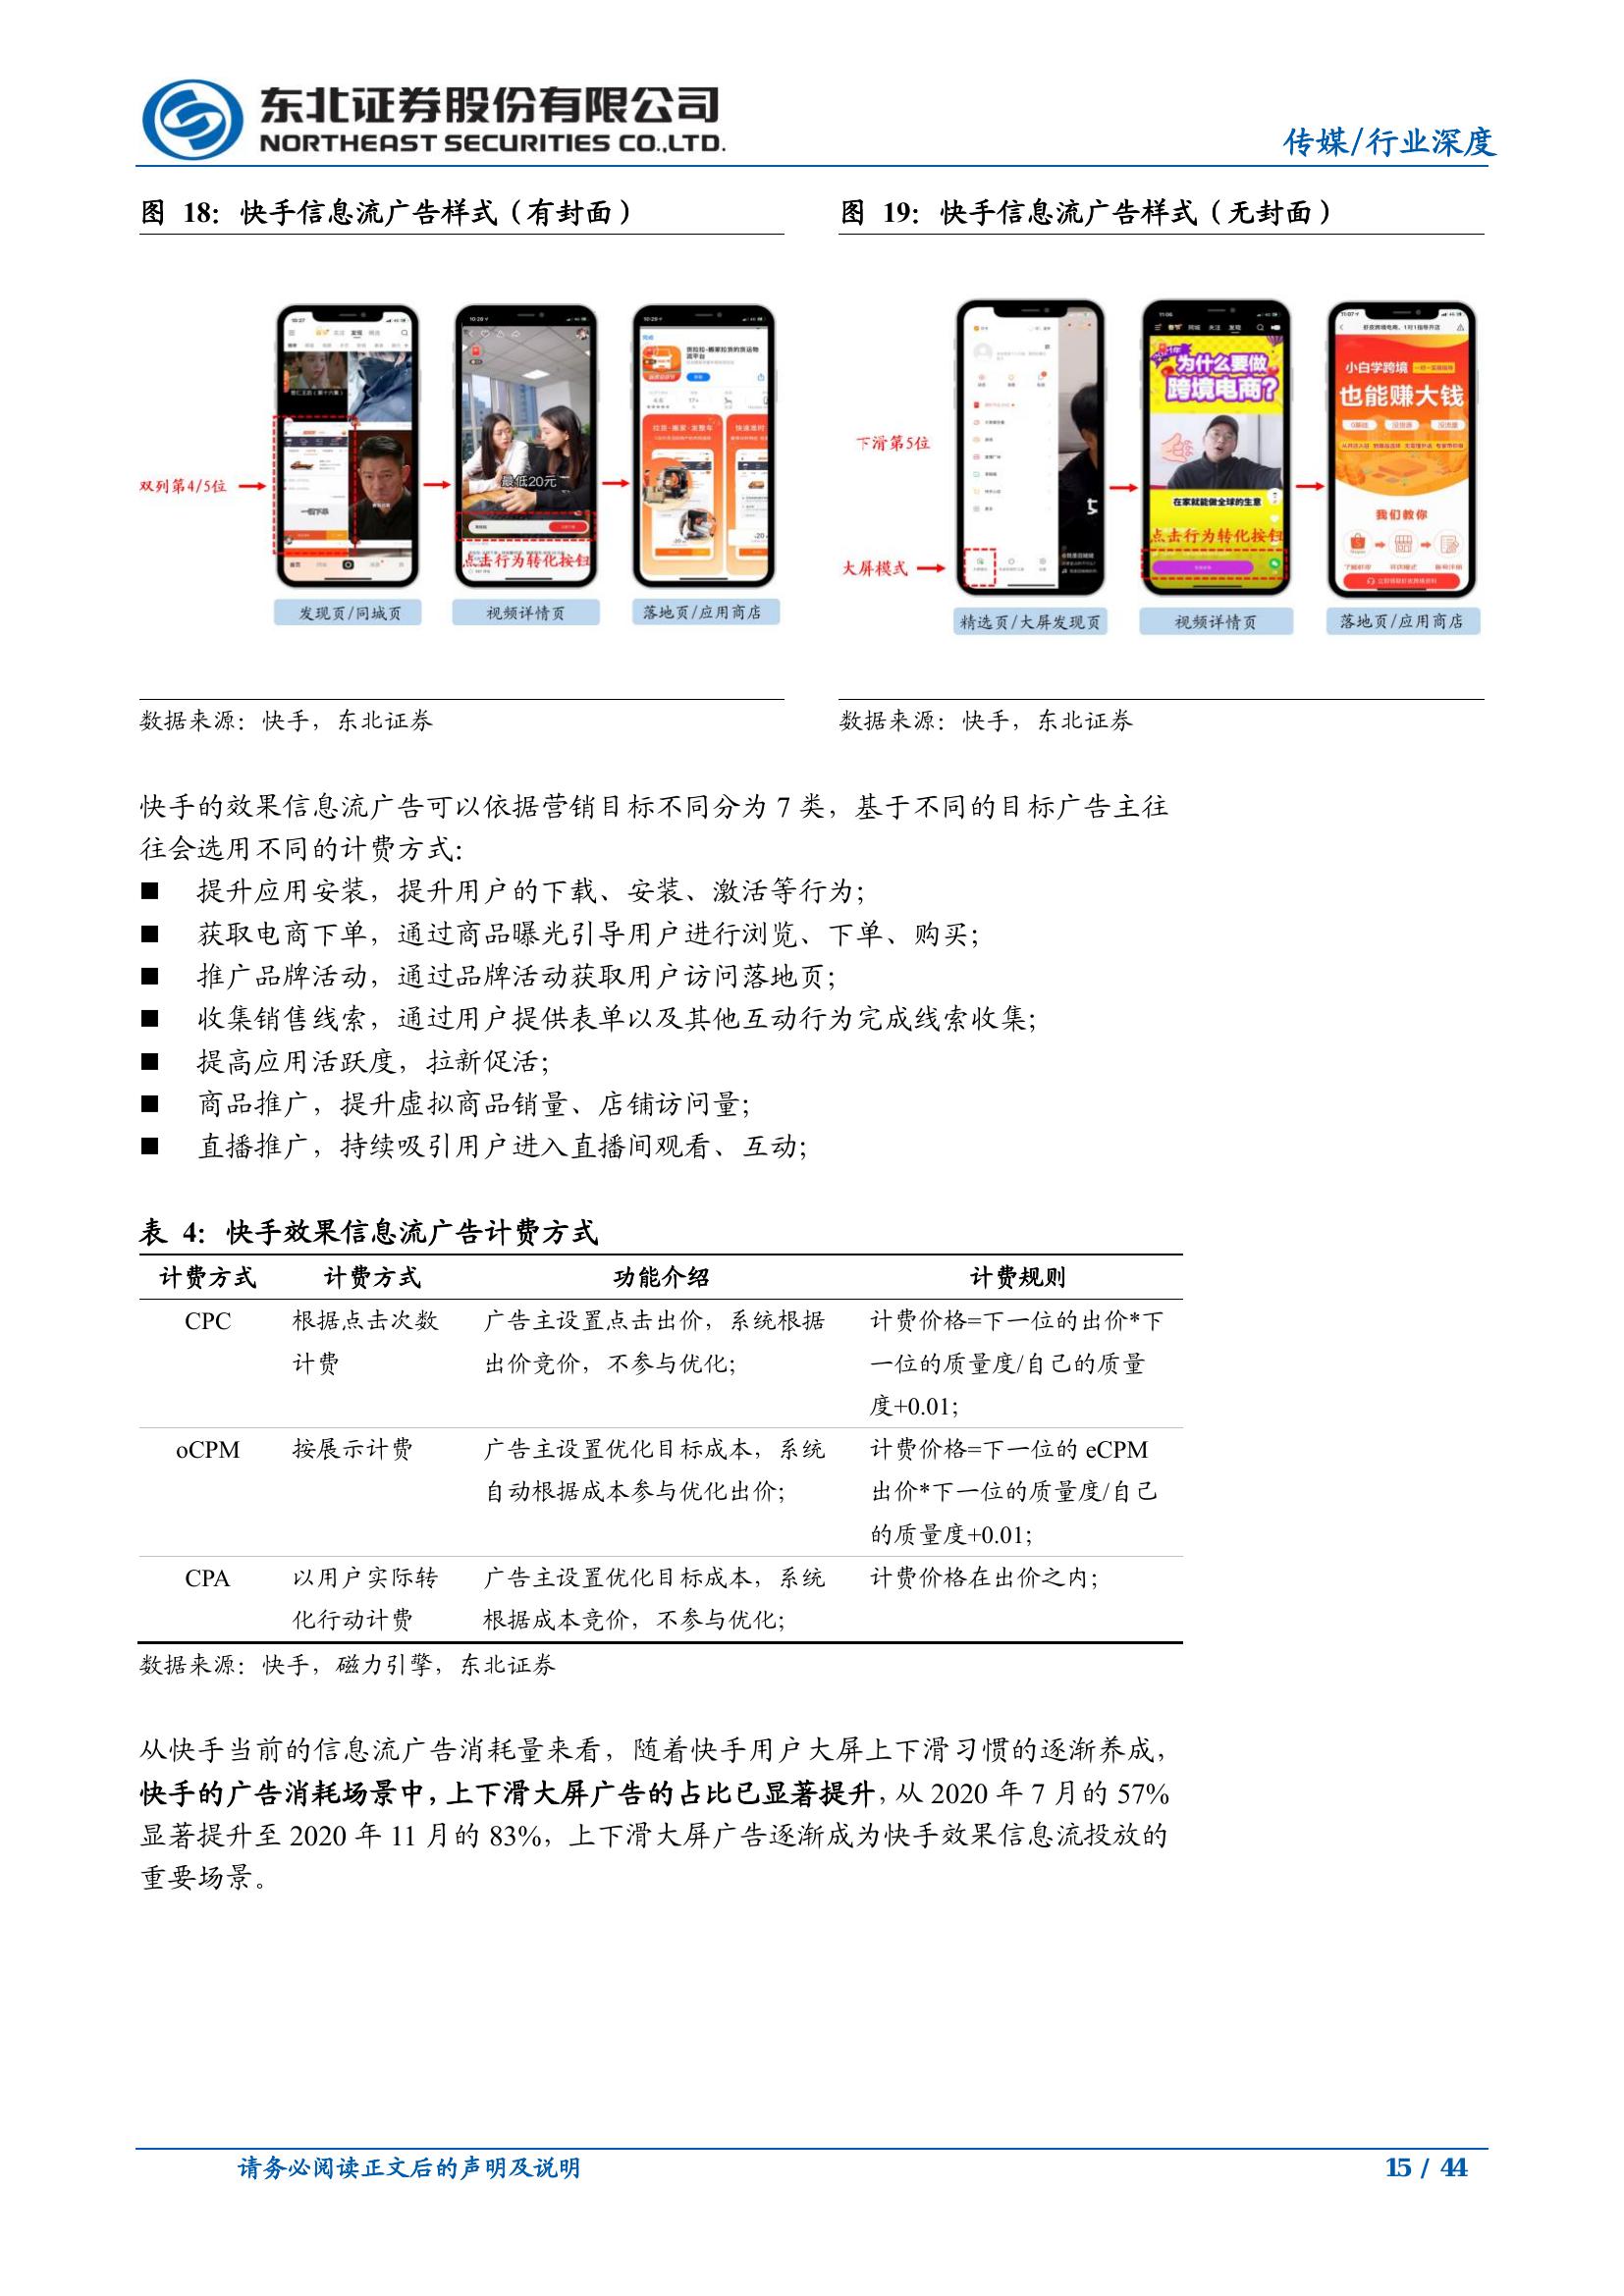 东北证券股份有限公司
NORTHEAST SECURITIES CO.,LTD.
传媒/行业深度
图 18：快手信息流广告样式（有封面）
双列第4/5位
发现
一键下单
最低20元
点击行为转化按钮
货拉拉-搬家拉货的货运物流平台
拉货·搬家·发整车
发现页/同城页
视频详情页
落地页/应用商店
数据来源：快手，东北证券
图 19：快手信息流广告样式（无封面）
下滑第5位
大屏模式
同城 关注 发现
为什么要做
跨境电商?
在家就能做全球的生意
点击行为转化按钮
小白学跨境
也能赚大钱
我们教你
精选页/大屏发现页
视频详情页
落地页/应用商店
数据来源：快手，东北证券
快手的效果信息流广告可以依据营销目标不同分为 7 类，基于不同的目标广告主往
往会选用不同的计费方式：
■ 提升应用安装，提升用户的下载、安装、激活等行为；
■ 获取电商下单，通过商品曝光引导用户进行浏览、下单、购买；
■ 推广品牌活动，通过品牌活动获取用户访问落地页；
■ 收集销售线索，通过用户提供表单以及其他互动行为完成线索收集；
■ 提高应用活跃度，拉新促活；
■ 商品推广，提升虚拟商品销量、店铺访问量；
■ 直播推广，持续吸引用户进入直播间观看、互动；
表 4：快手效果信息流广告计费方式
计费方式 计费方式 功能介绍 计费规则
CPC 根据点击次数 广告主设置点击出价，系统根据 计费价格=下一位的出价*下
计费 出价竞价，不参与优化； 一位的质量度/自己的质量
度+0.01；
oCPM 按展示计费 广告主设置优化目标成本，系统 计费价格=下一位的 eCPM
自动根据成本参与优化出价； 出价*下一位的质量度/自己
的质量度+0.01；
CPA 以用户实际转 广告主设置优化目标成本，系统 计费价格在出价之内；
化行动计费 根据成本竞价，不参与优化；
数据来源：快手，磁力引擎，东北证券
从快手当前的信息流广告消耗量来看，随着快手用户大屏上下滑习惯的逐渐养成，
快手的广告消耗场景中，上下滑大屏广告的占比已显著提升，从 2020 年 7 月的 57%
显著提升至 2020 年 11 月的 83%，上下滑大屏广告逐渐成为快手效果信息流投放的
重要场景。
请务必阅读正文后的声明及说明
15 / 44